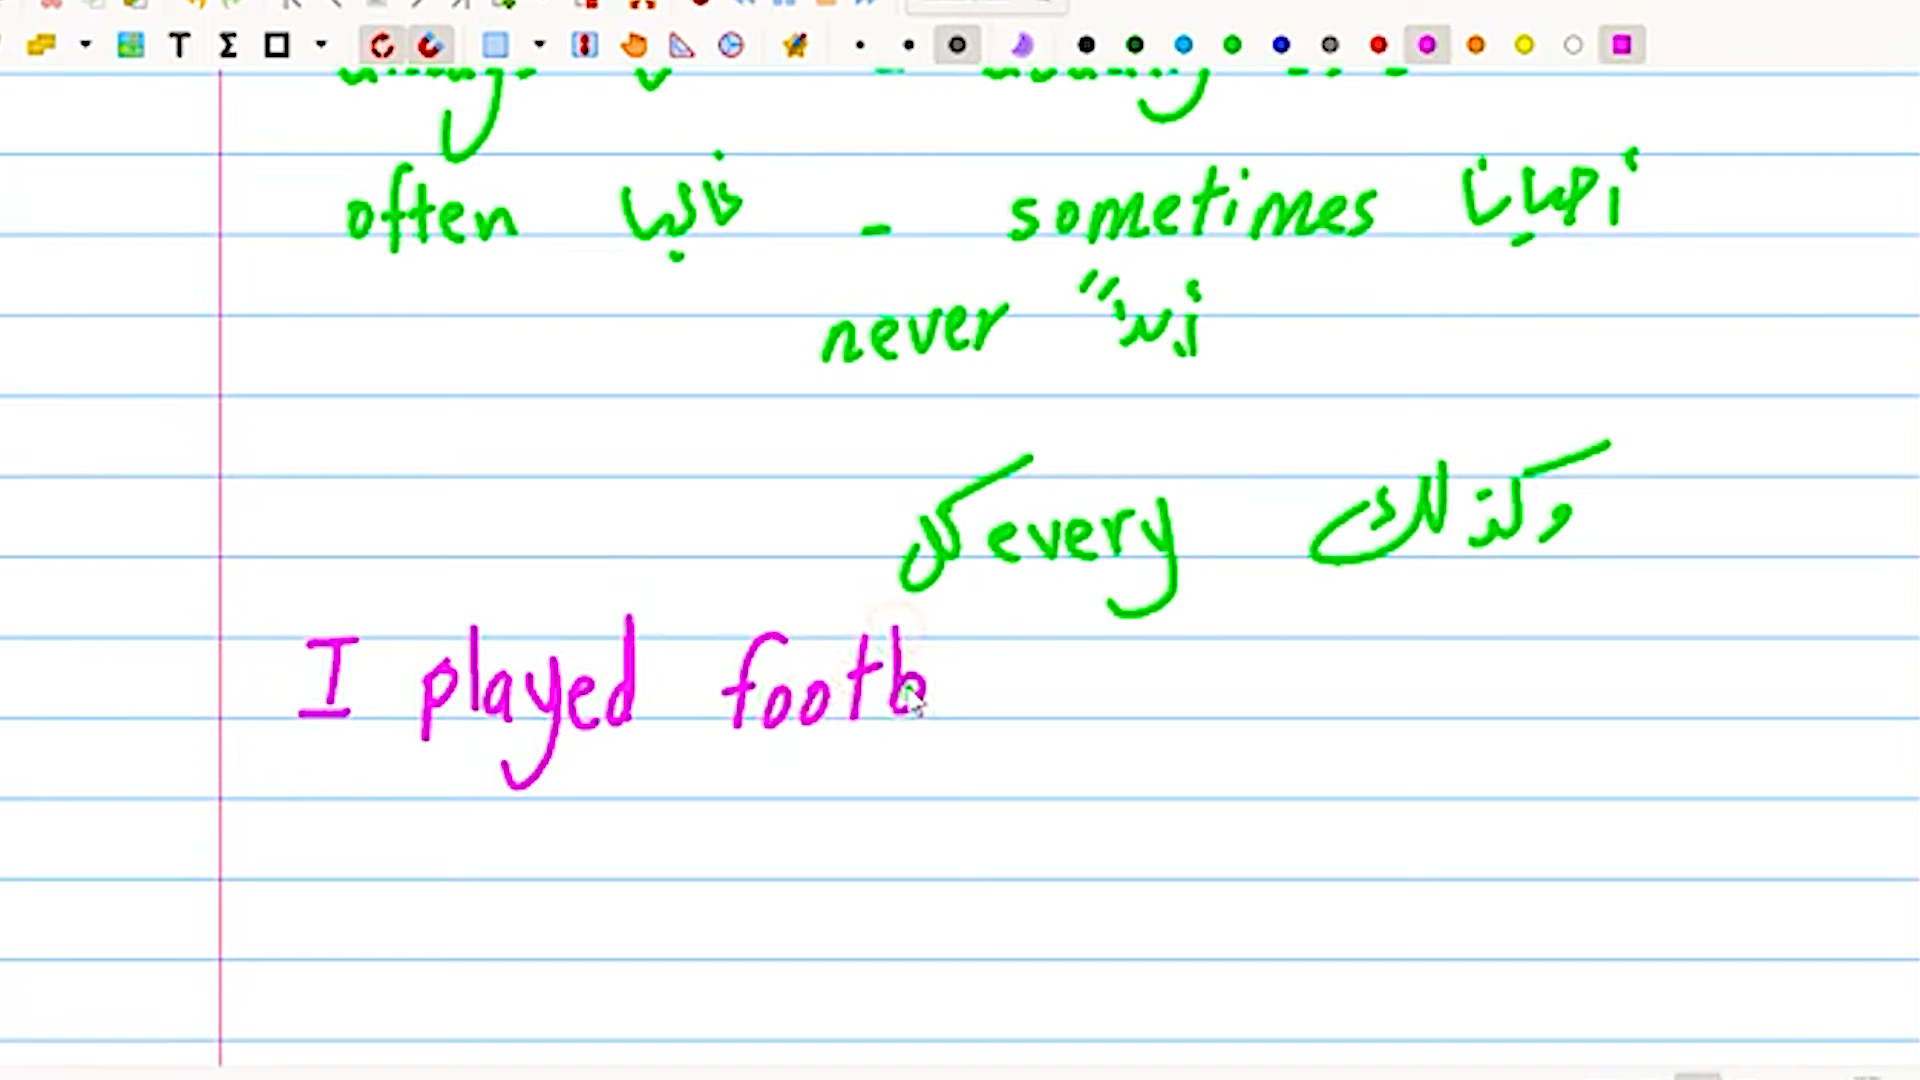 often غالبا - sometimes أحيانا
never أبداً
وكذلك every كل
I played footb